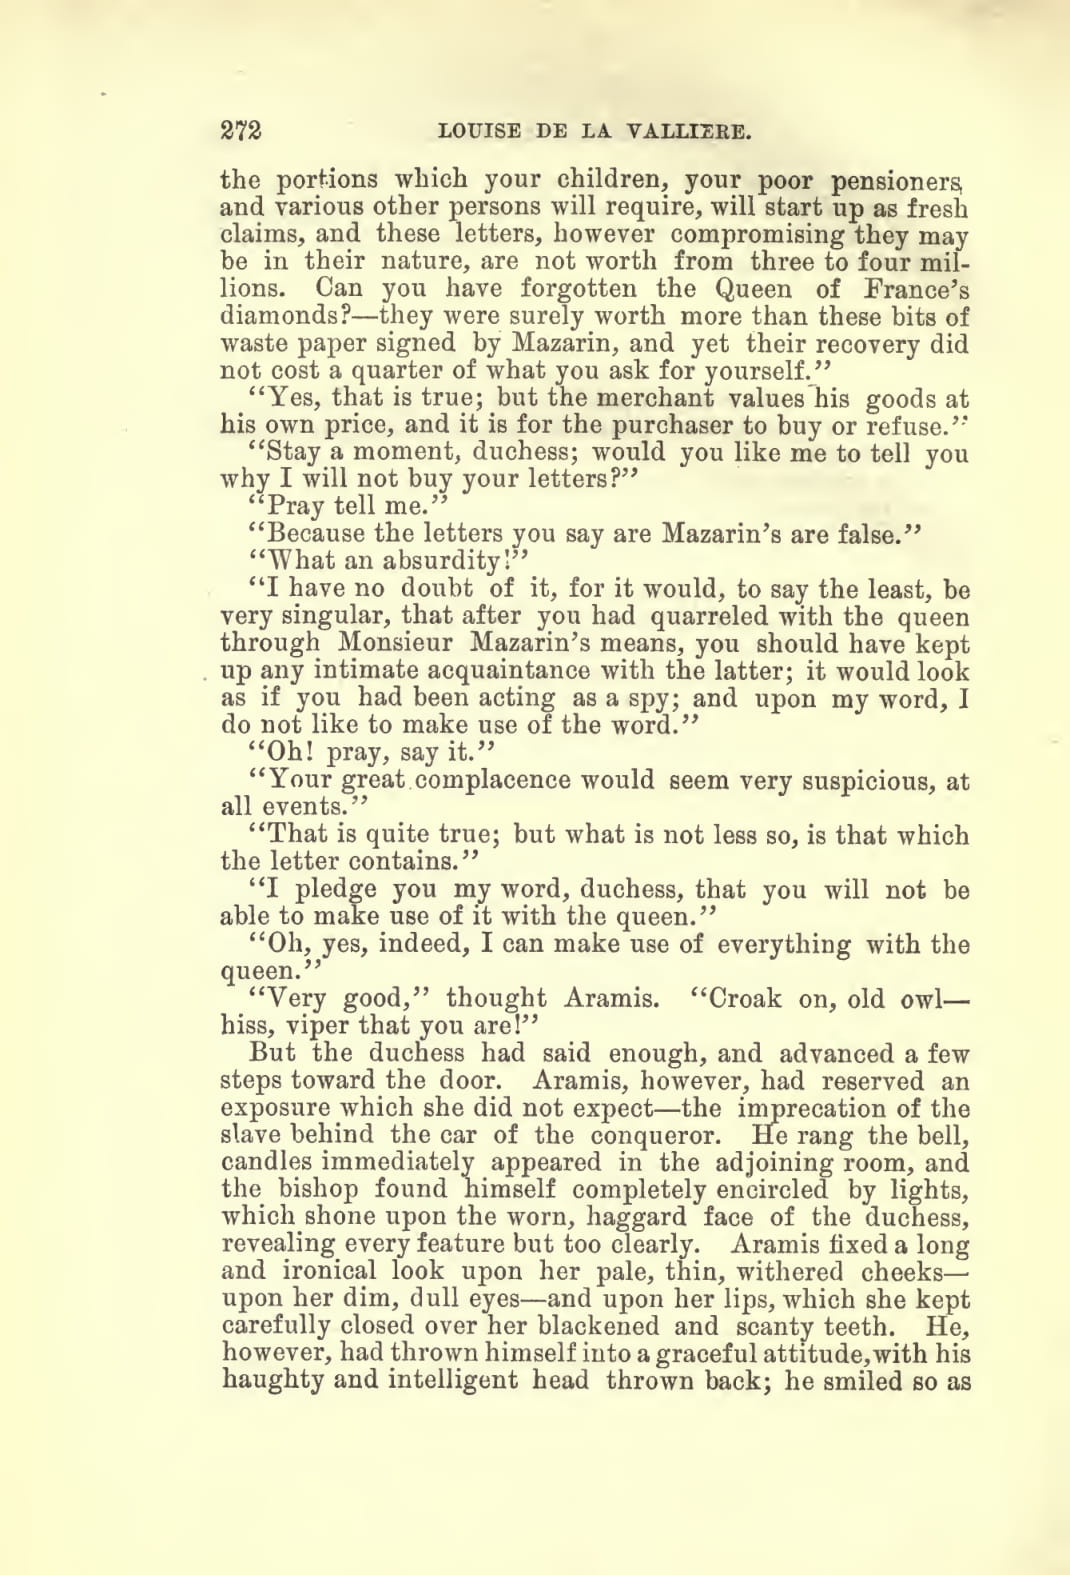 272 LOUISE DE LA VALLIERE.
the portions which your children, your poor pensioners,
and various other persons will require, will start up as fresh
claims, and these letters, however compromising they may
be in their nature, are not worth from three to four mil-
lions. Can you have forgotten the Queen of France's
diamonds?—they were surely worth more than these bits of
waste paper signed by Mazarin, and yet their recovery did
not cost a quarter of what you ask for yourself."
"Yes, that is true; but the merchant values his goods at
his own price, and it is for the purchaser to buy or refuse."
"Stay a moment, duchess; would you like me to tell you
why I will not buy your letters?"
"Pray tell me."
"Because the letters you say are Mazarin's are false."
"What an absurdity!"
"I have no doubt of it, for it would, to say the least, be
very singular, that after you had quarreled with the queen
through Monsieur Mazarin's means, you should have kept
up any intimate acquaintance with the latter; it would look
as if you had been acting as a spy; and upon my word, I
do not like to make use of the word."
"Oh! pray, say it."
"Your great complacence would seem very suspicious, at
all events."
"That is quite true; but what is not less so, is that which
the letter contains."
"I pledge you my word, duchess, that you will not be
able to make use of it with the queen."
"Oh, yes, indeed, I can make use of everything with the
queen."
"Very good," thought Aramis. "Croak on, old owl—
hiss, viper that you are!"
But the duchess had said enough, and advanced a few
steps toward the door. Aramis, however, had reserved an
exposure which she did not expect—the imprecation of the
slave behind the car of the conqueror. He rang the bell,
candles immediately appeared in the adjoining room, and
the bishop found himself completely encircled by lights,
which shone upon the worn, haggard face of the duchess,
revealing every feature but too clearly. Aramis fixed a long
and ironical look upon her pale, thin, withered cheeks—
upon her dim, dull eyes—and upon her lips, which she kept
carefully closed over her blackened and scanty teeth. He,
however, had thrown himself into a graceful attitude, with his
haughty and intelligent head thrown back; he smiled so as